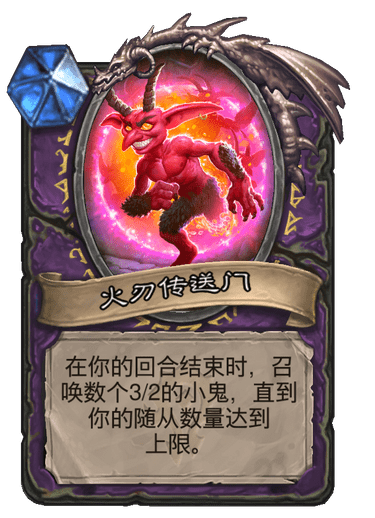 火刃传送门
在你的回合结束时，召
唤数个3/2的小鬼，直到
你的随从数量达到
上限。